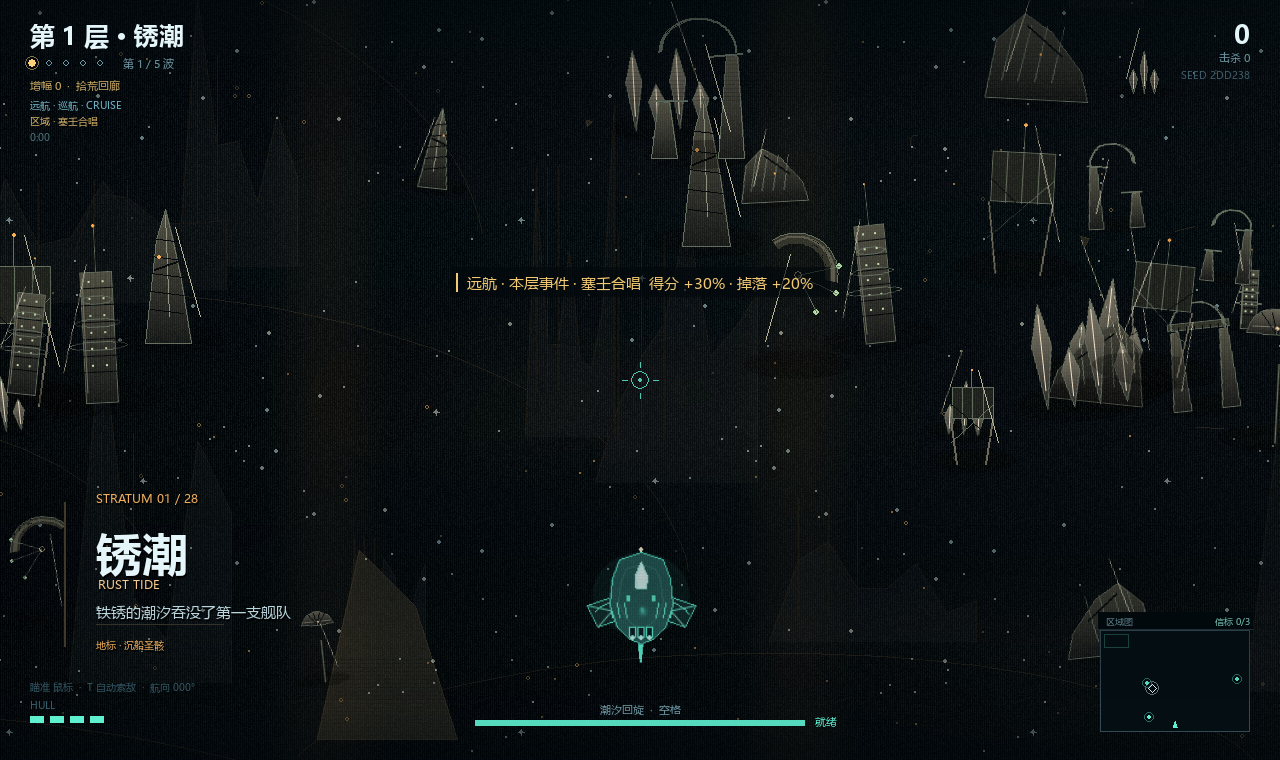 第 1 层 • 锈潮
第 1 / 5 波
增幅 0 · 拾荒回廊
远航 · 巡航 · CRUISE
区域 · 塞壬合唱
0:00
0
击杀 0
SEED 2DD238
远航 · 本层事件 · 塞壬合唱 得分 +30% · 掉落 +20%
STRATUM 01 / 28
锈潮
RUST TIDE
铁锈的潮汐吞没了第一支舰队
地标 · 沉船圣骸
瞄准 鼠标 · T 自动索敌 · 航向 000°
HULL
潮汐回旋 · 空格
就绪
区域图
信标 0/3